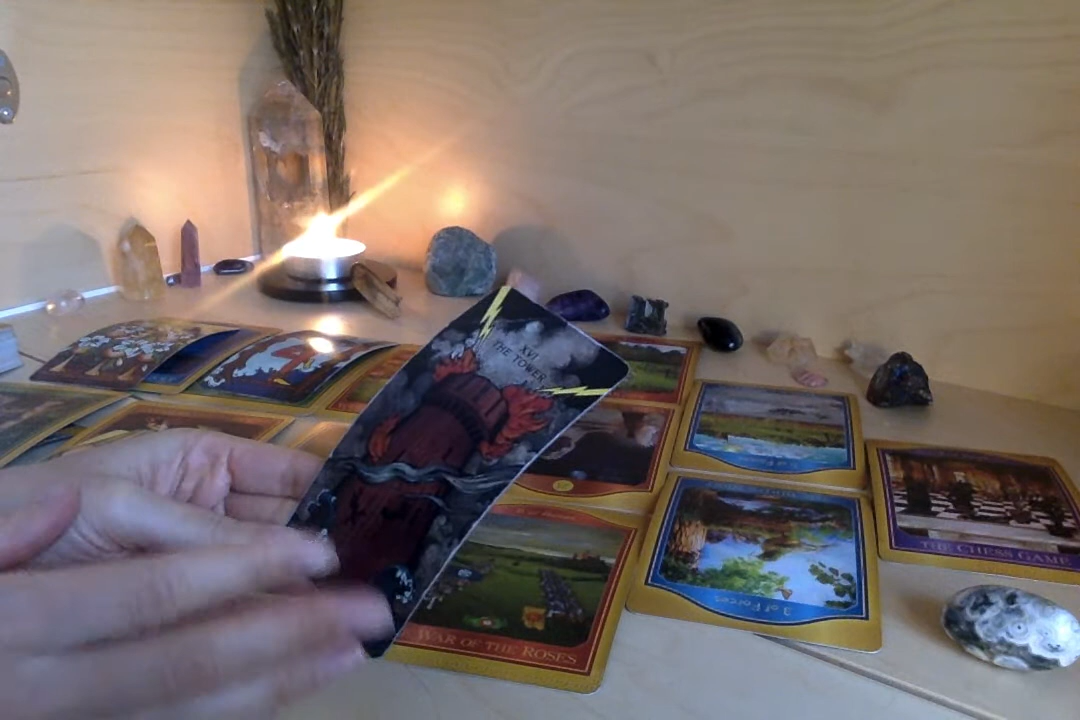 XVI
THE TOWER
3 of Forces
THE CHESS GAME
WAR OF THE ROSES